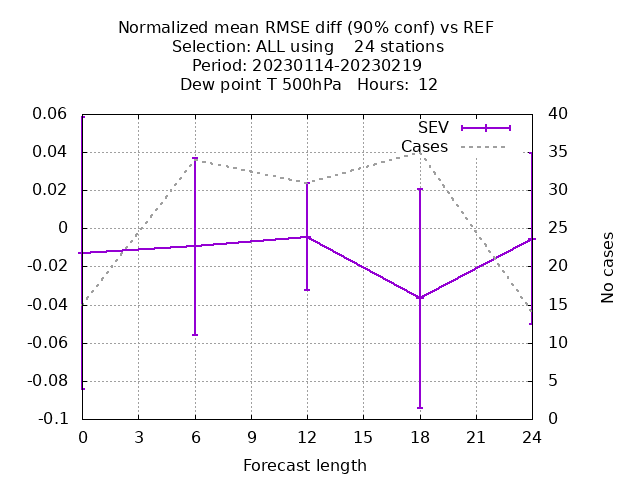 Normalized mean RMSE diff (90% conf) vs REF
Selection: ALL using    24 stations
Period: 20230114-20230219
Dew point T 500hPa   Hours:  12
SEV
Cases
0.06
0.04
0.02
0
-0.02
-0.04
-0.06
-0.08
-0.1
40
35
30
25
20
15
10
5
0
No cases
0 3 6 9 12 15 18 21 24
Forecast length